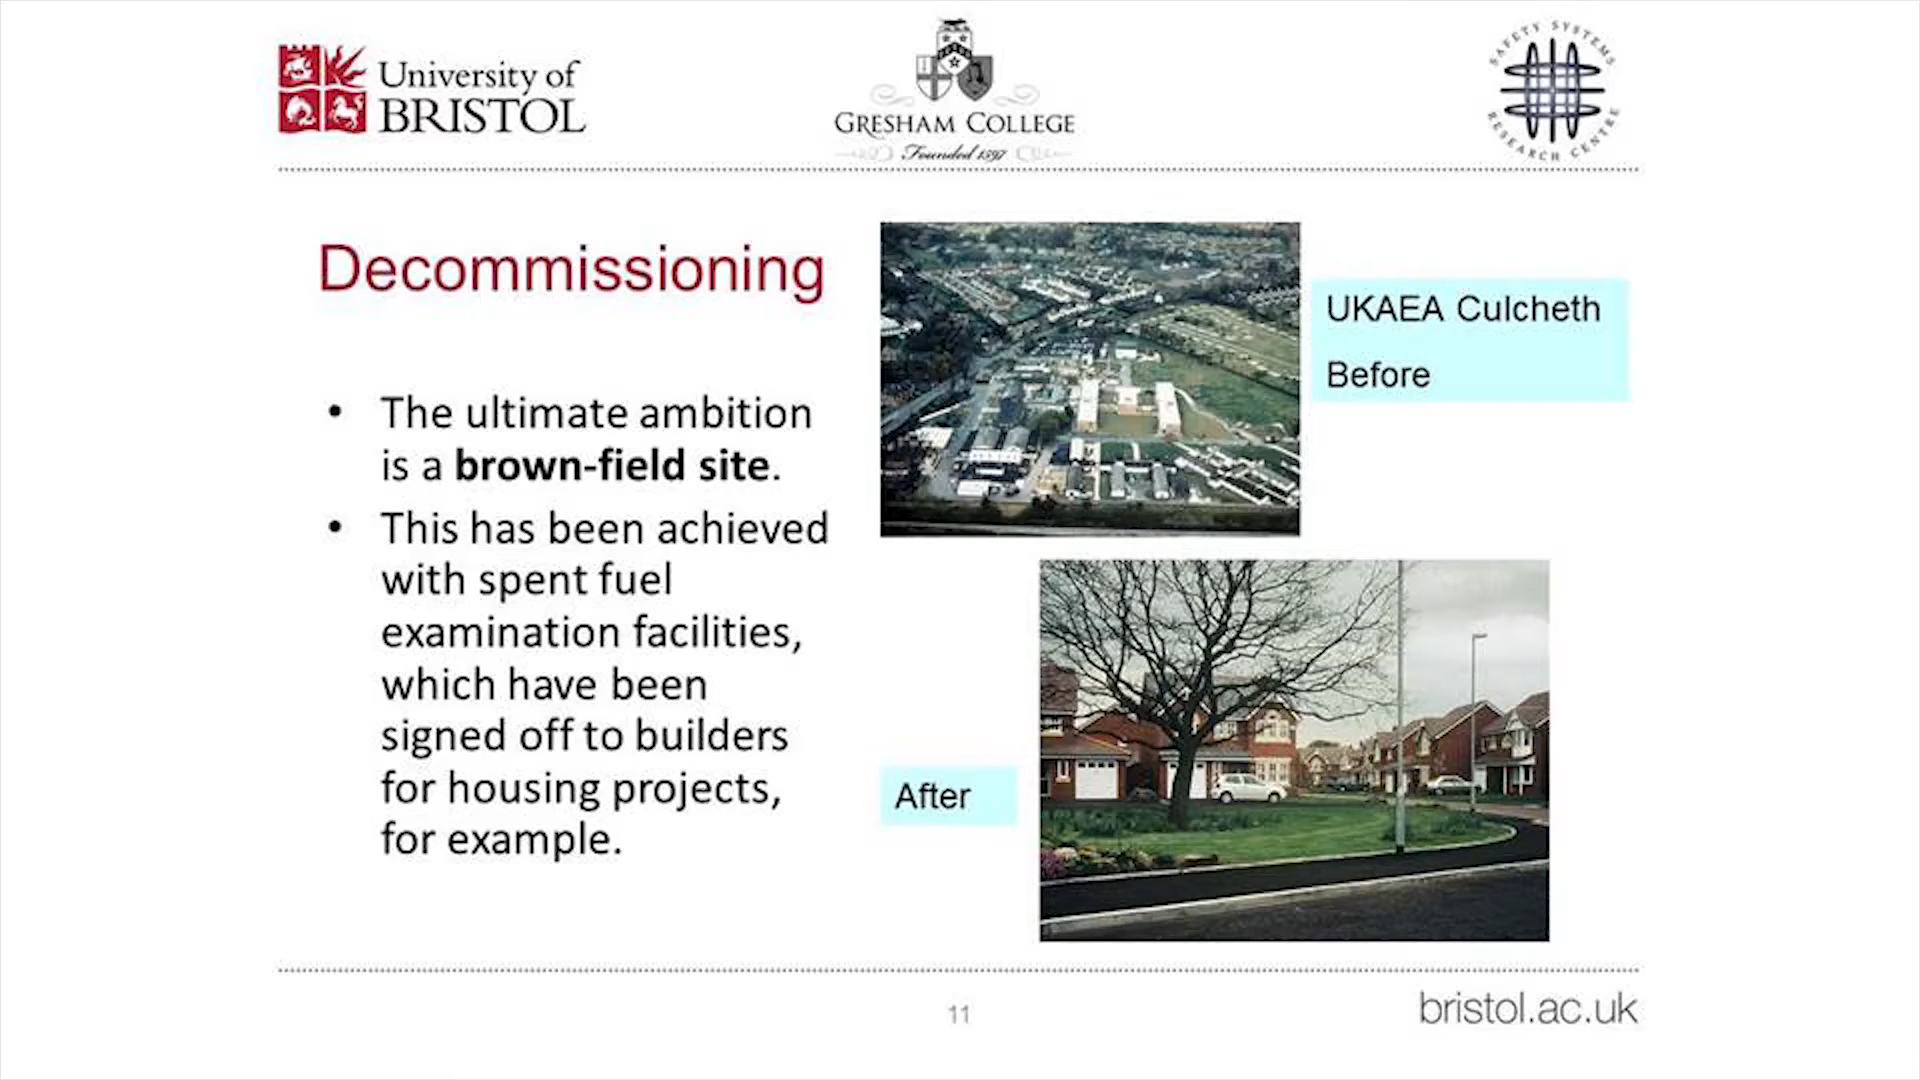 University of
BRISTOL
GRESHAM COLLEGE
Founded 1597
SAFETY SYSTEMS
RESEARCH CENTRE
Decommissioning
• The ultimate ambition
is a brown-field site.
• This has been achieved
with spent fuel
examination facilities,
which have been
signed off to builders
for housing projects,
for example.
UKAEA Culcheth
Before
After
11
bristol.ac.uk